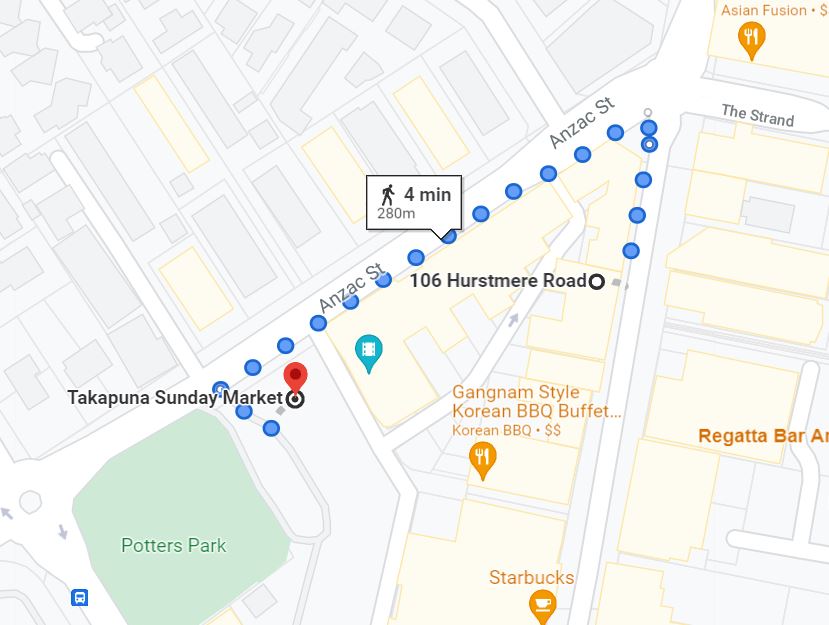 Asian Fusion • $
The Strand
Anzac St
4 min
280m
106 Hurstmere Road
Anzac St
Takapuna Sunday Market
Gangnam Style
Korean BBQ Buffet...
Korean BBQ • $$
Regatta Bar Ar
Potters Park
Starbucks